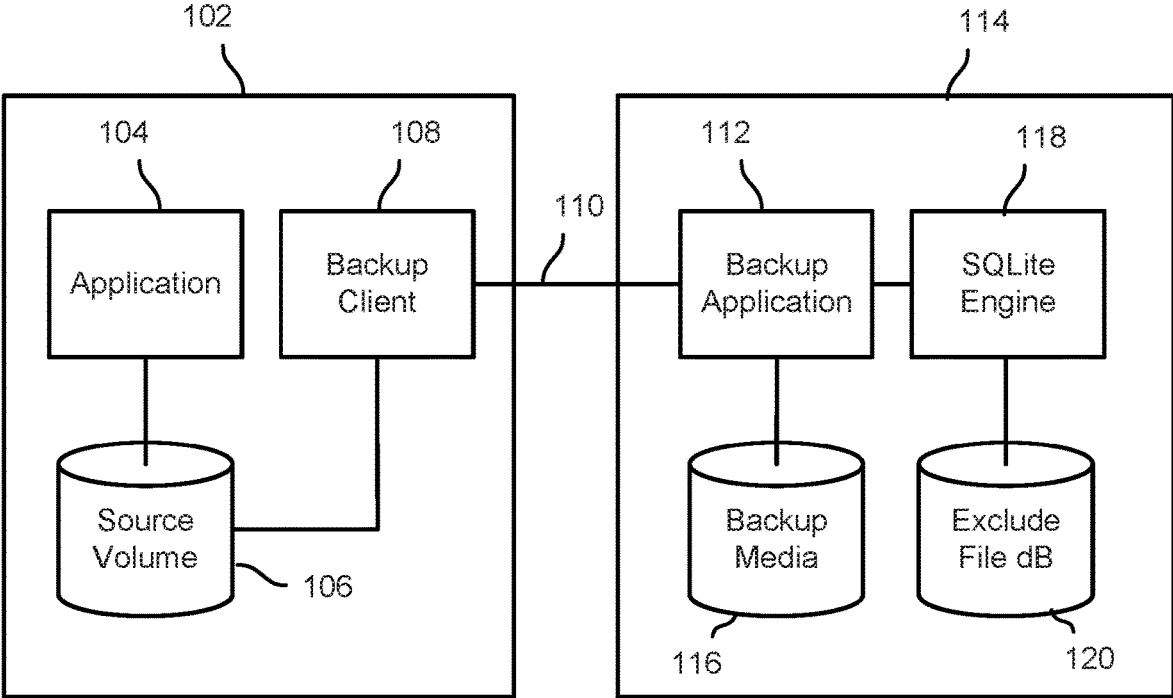 102
114
104
108
112
118
110
Application
Backup
Client
Backup
Application
SQLite
Engine
Source
Volume
Backup
Media
Exclude
File dB
106
116
120